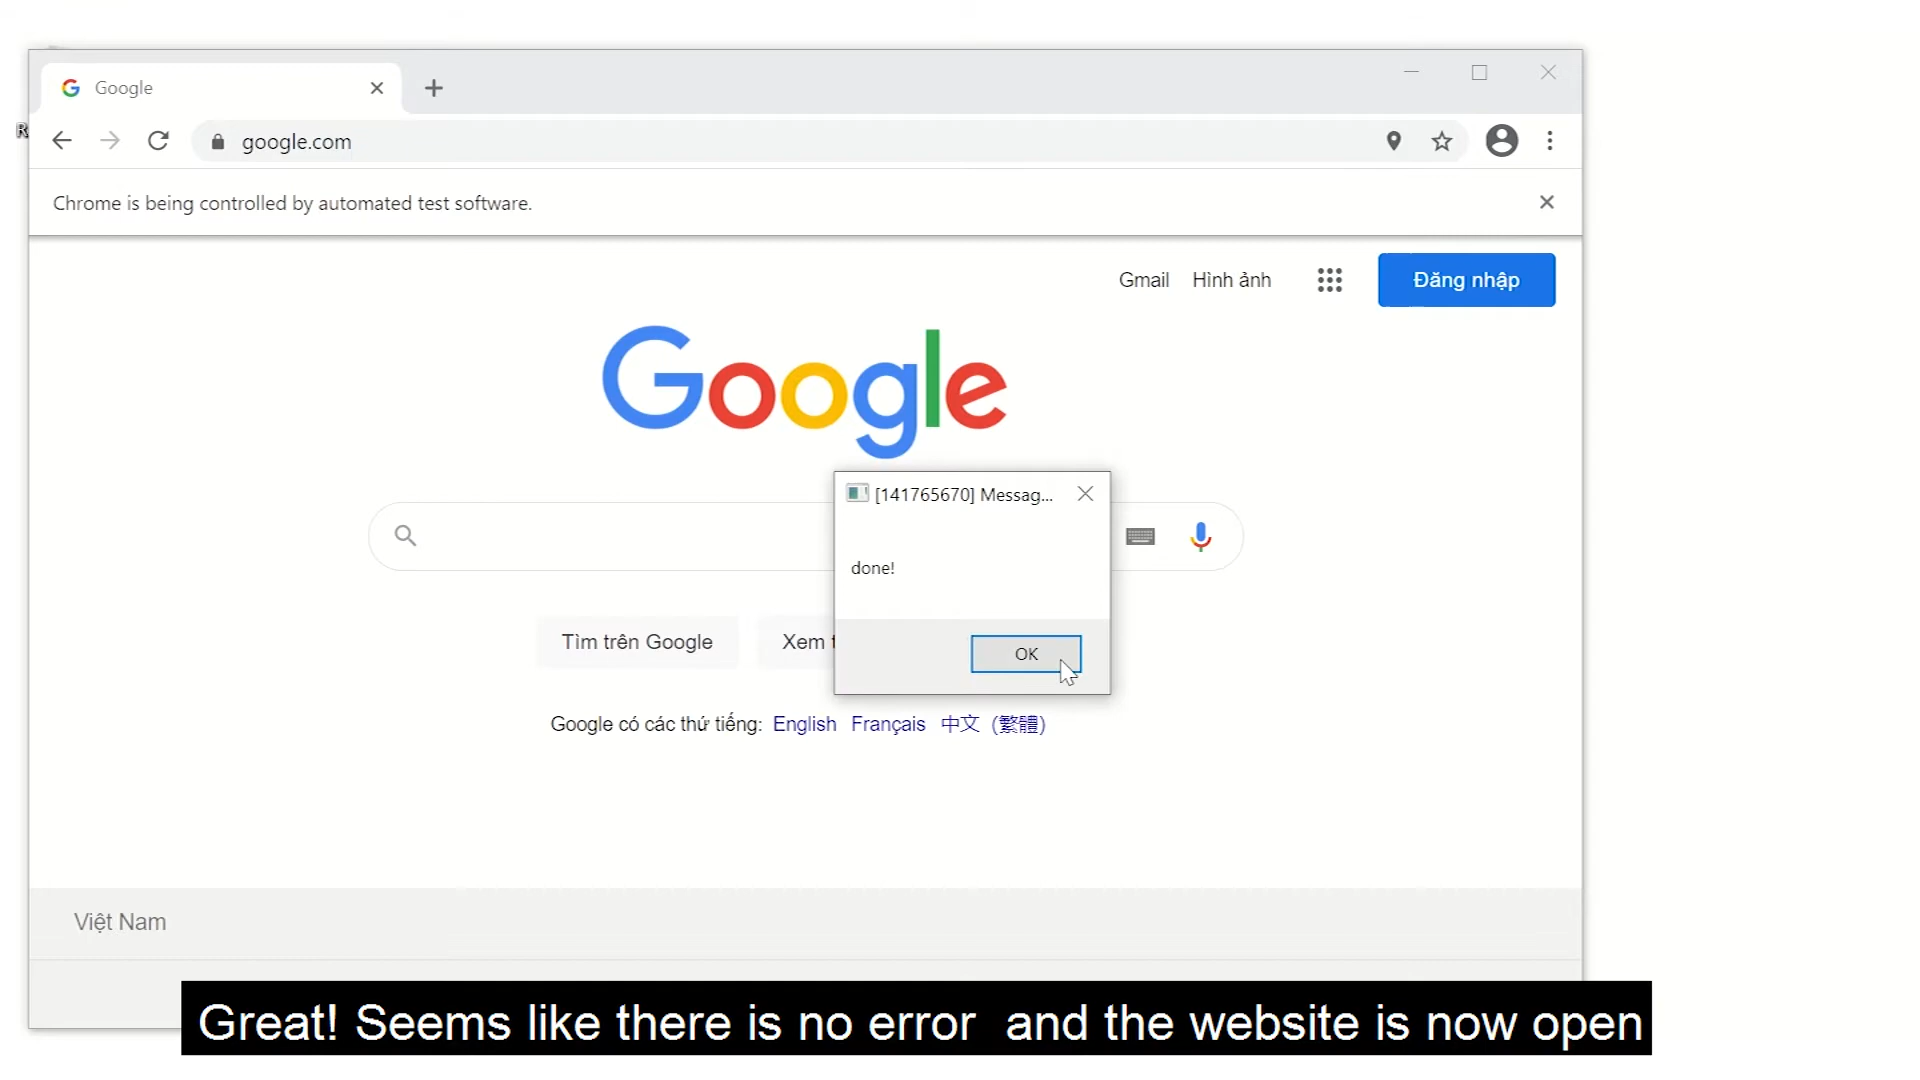 Google
google.com
Chrome is being controlled by automated test software.
Gmail Hình ảnh Đăng nhập
Google
[141765670] Messag...
done!
OK
Tìm trên Google
Xem
Google có các thứ tiếng: English Français 中文 (繁體)
Việt Nam
Great! Seems like there is no error and the website is now open